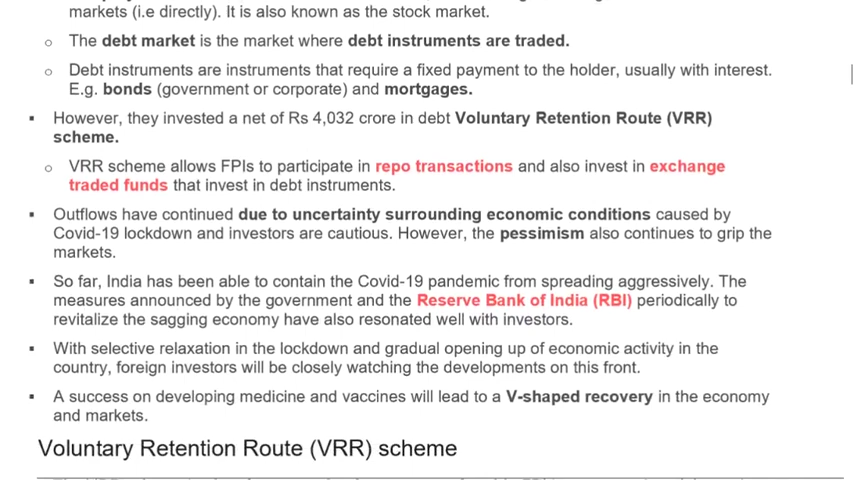 markets (i.e directly). It is also known as the stock market.
○ The debt market is the market where debt instruments are traded.
○ Debt instruments are instruments that require a fixed payment to the holder, usually with interest.
E.g. bonds (government or corporate) and mortgages.
▪ However, they invested a net of Rs 4,032 crore in debt Voluntary Retention Route (VRR)
scheme.
○ VRR scheme allows FPIs to participate in repo transactions and also invest in exchange
traded funds that invest in debt instruments.
▪ Outflows have continued due to uncertainty surrounding economic conditions caused by
Covid-19 lockdown and investors are cautious. However, the pessimism also continues to grip the
markets.
▪ So far, India has been able to contain the Covid-19 pandemic from spreading aggressively. The
measures announced by the government and the Reserve Bank of India (RBI) periodically to
revitalize the sagging economy have also resonated well with investors.
▪ With selective relaxation in the lockdown and gradual opening up of economic activity in the
country, foreign investors will be closely watching the developments on this front.
▪ A success on developing medicine and vaccines will lead to a V-shaped recovery in the economy
and markets.
Voluntary Retention Route (VRR) scheme